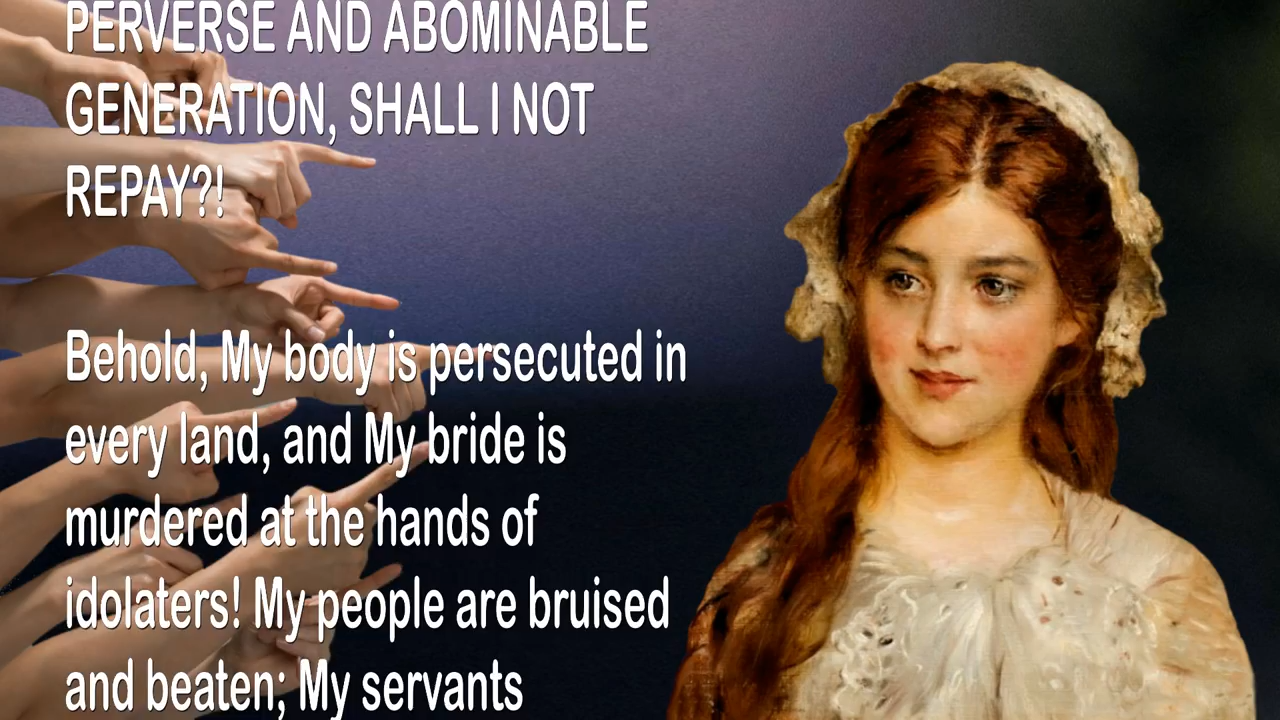 PERVERSE AND ABOMINABLE
GENERATION, SHALL I NOT
REPAY?!
Behold, My body is persecuted in
every land, and My bride is
murdered at the hands of
idolaters! My people are bruised
and beaten; My servants